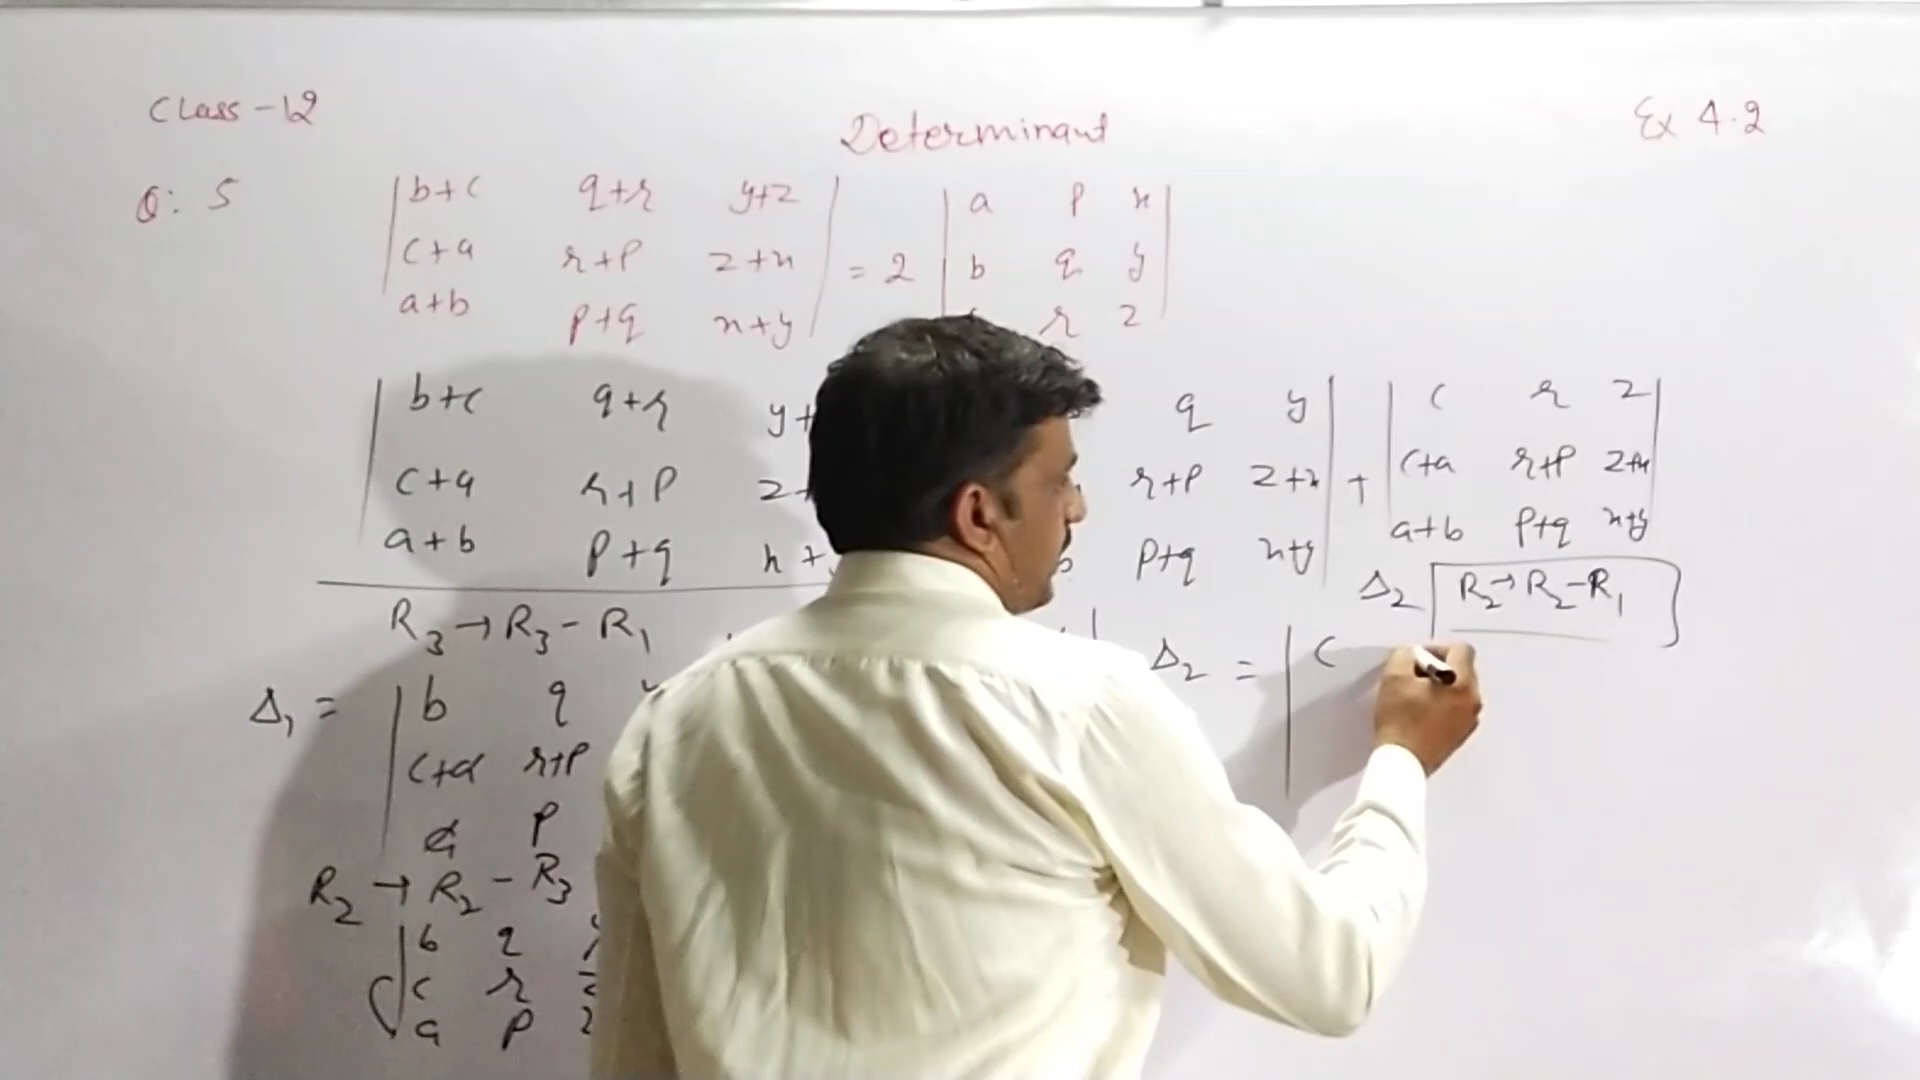 Class-12
Determinant
Ex 4.2
Q: 5
b+c q+r y+z
c+a r+p z+x
a+b p+q x+y
= 2
a p x
b q y
r z
b+c q+r y+
c+a r+p z+
a+b p+q x+
q y
r+p z+x
p+q x+y
+
c r z
c+a r+p z+x
a+b p+q x+y
R3→R3-R1
Δ2 R2→R2-R1
Δ1 =
b q
c+a r+p
a p
R2→R2-R3
b q
c r
a p
Δ2 = | c